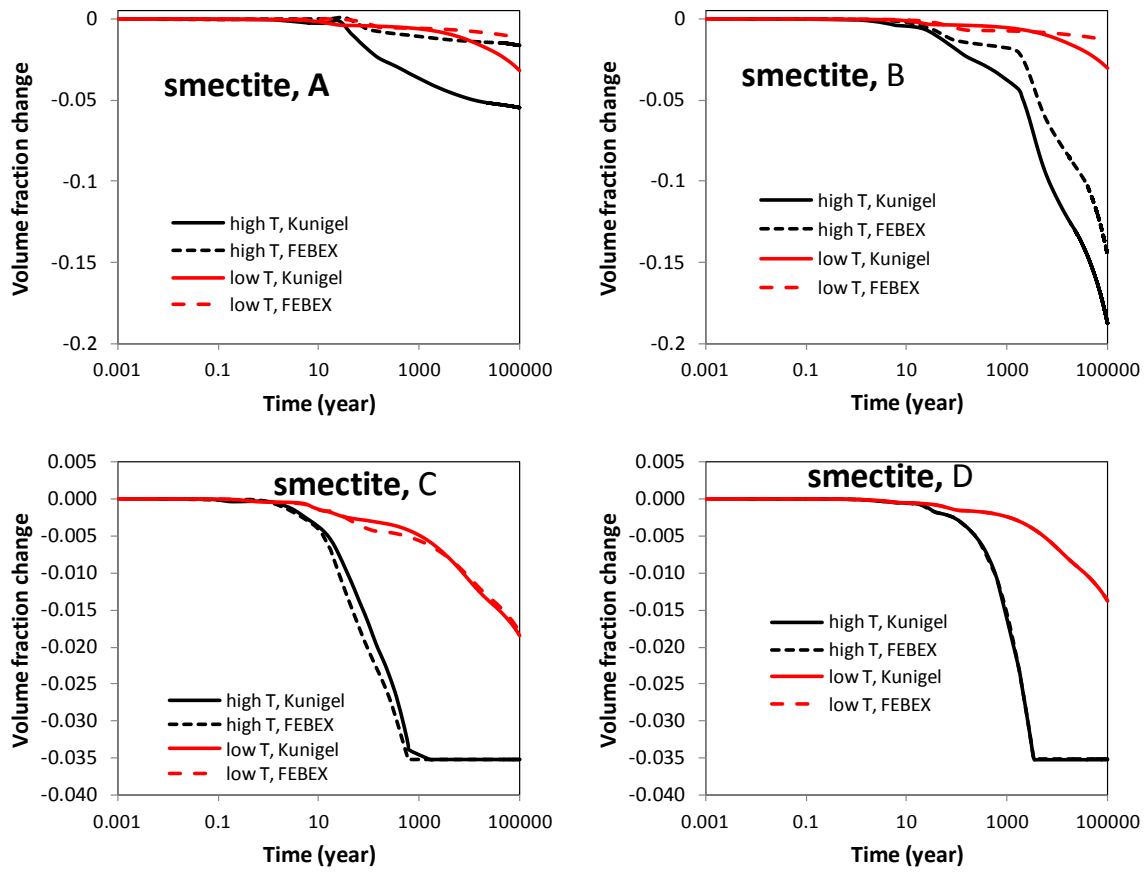 smectite, A
Volume fraction change
0
-0.05
-0.1
-0.15
-0.2
high T, Kunigel
high T, FEBEX
low T, Kunigel
low T, FEBEX
0.001 0.1 10 1000 100000
Time (year)
smectite, B
Volume fraction change
0
-0.05
-0.1
-0.15
-0.2
high T, Kunigel
high T, FEBEX
low T, Kunigel
low T, FEBEX
0.001 0.1 10 1000 100000
Time (year)
smectite, C
Volume fraction change
0.005
0.000
-0.005
-0.010
-0.015
-0.020
-0.025
-0.030
-0.035
-0.040
high T, Kunigel
high T, FEBEX
low T, Kunigel
low T, FEBEX
0.001 0.1 10 1000 100000
Time (year)
smectite, D
Volume fraction change
0.005
0.000
-0.005
-0.010
-0.015
-0.020
-0.025
-0.030
-0.035
-0.040
high T, Kunigel
high T, FEBEX
low T, Kunigel
low T, FEBEX
0.001 0.1 10 1000 100000
Time (year)